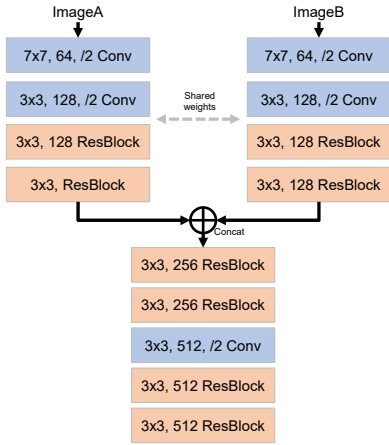 ImageA
ImageB
7x7, 64, /2 Conv
7x7, 64, /2 Conv
3x3, 128, /2 Conv
3x3, 128, /2 Conv
Shared
weights
3x3, 128 ResBlock
3x3, 128 ResBlock
3x3, ResBlock
3x3, 128 ResBlock
Concat
3x3, 256 ResBlock
3x3, 256 ResBlock
3x3, 512, /2 Conv
3x3, 512 ResBlock
3x3, 512 ResBlock